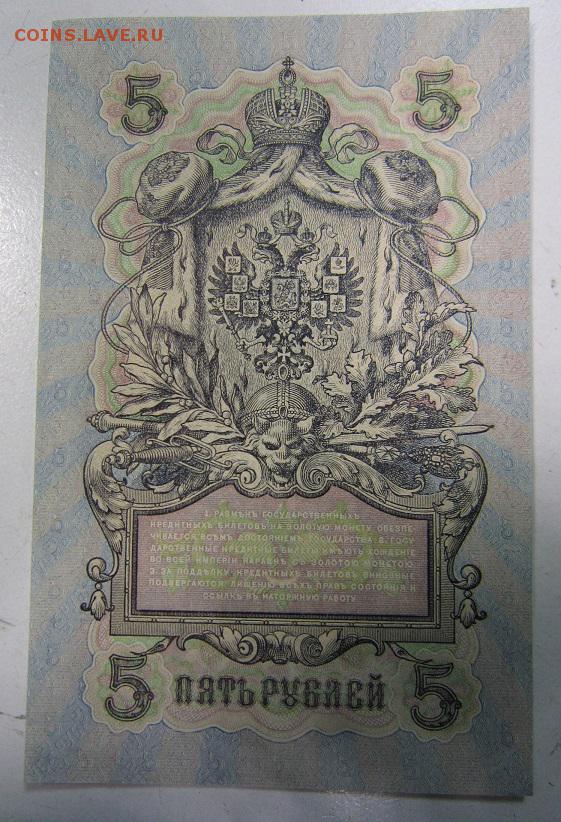 COINS.LAVE.RU
5 5
1. РАЗМѢНЪ ГОСУДАРСТВЕННЫХЪ
КРЕДИТНЫХЪ БИЛЕТОВЪ НА ЗОЛОТУЮ МОНЕТУ ОБЕЗПЕ-
ЧИВАЕТСЯ ВСѢМЪ ДОСТОЯНІЕМЪ ГОСУДАРСТВА. 2. ГОСУ-
ДАРСТВЕННЫЕ КРЕДИТНЫЕ БИЛЕТЫ ИМѢЮТЪ ХОЖДЕНІЕ
ВО ВСЕЙ ИМПЕРІИ НАРАВНѢ СЪ ЗОЛОТОЮ МОНЕТОЮ.
3. ЗА ПОДДѢЛКУ КРЕДИТНЫХЪ БИЛЕТОВЪ ВИНОВНЫЕ
ПОДВЕРГАЮТСЯ ЛИШЕНІЮ ВСѢХЪ ПРАВЪ СОСТОЯНІЯ И
ССЫЛКѢ ВЪ КАТОРЖНУЮ РАБОТУ.
5 ПЯТЬ РУБЛЕЙ 5